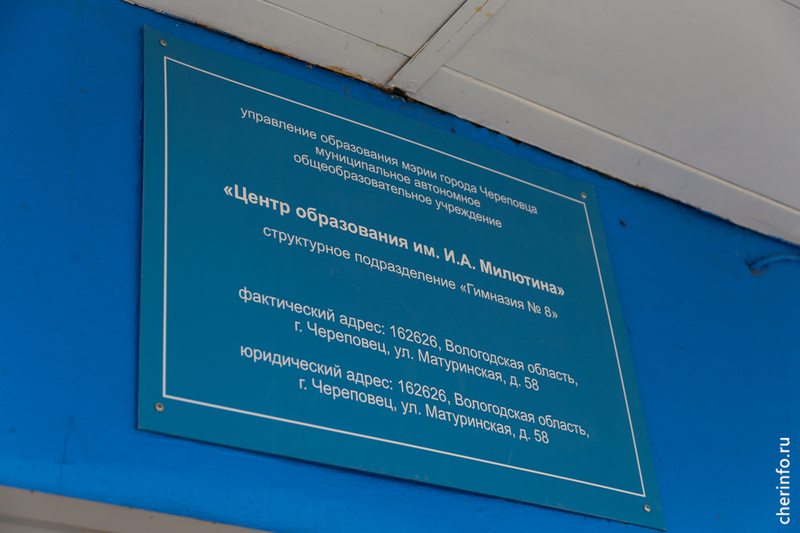 управление образования мэрии города Череповца
муниципальное автономное
общеобразовательное учреждение
«Центр образования им. И.А. Милютина»
структурное подразделение «Гимназия № 8»
фактический адрес: 162626, Вологодская область,
г. Череповец, ул. Матуринская, д. 58
юридический адрес: 162626, Вологодская область,
г. Череповец, ул. Матуринская, д. 58
cherinfo.ru